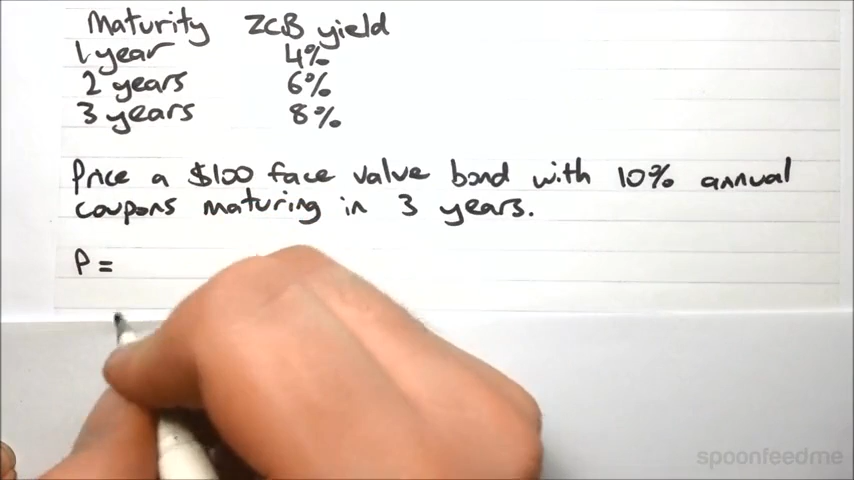 Maturity ZCB yield
1 year 4%
2 years 6%
3 years 8%
Price a $100 face value bond with 10% annual
coupons maturing in 3 years.
P =
spoonfeedme